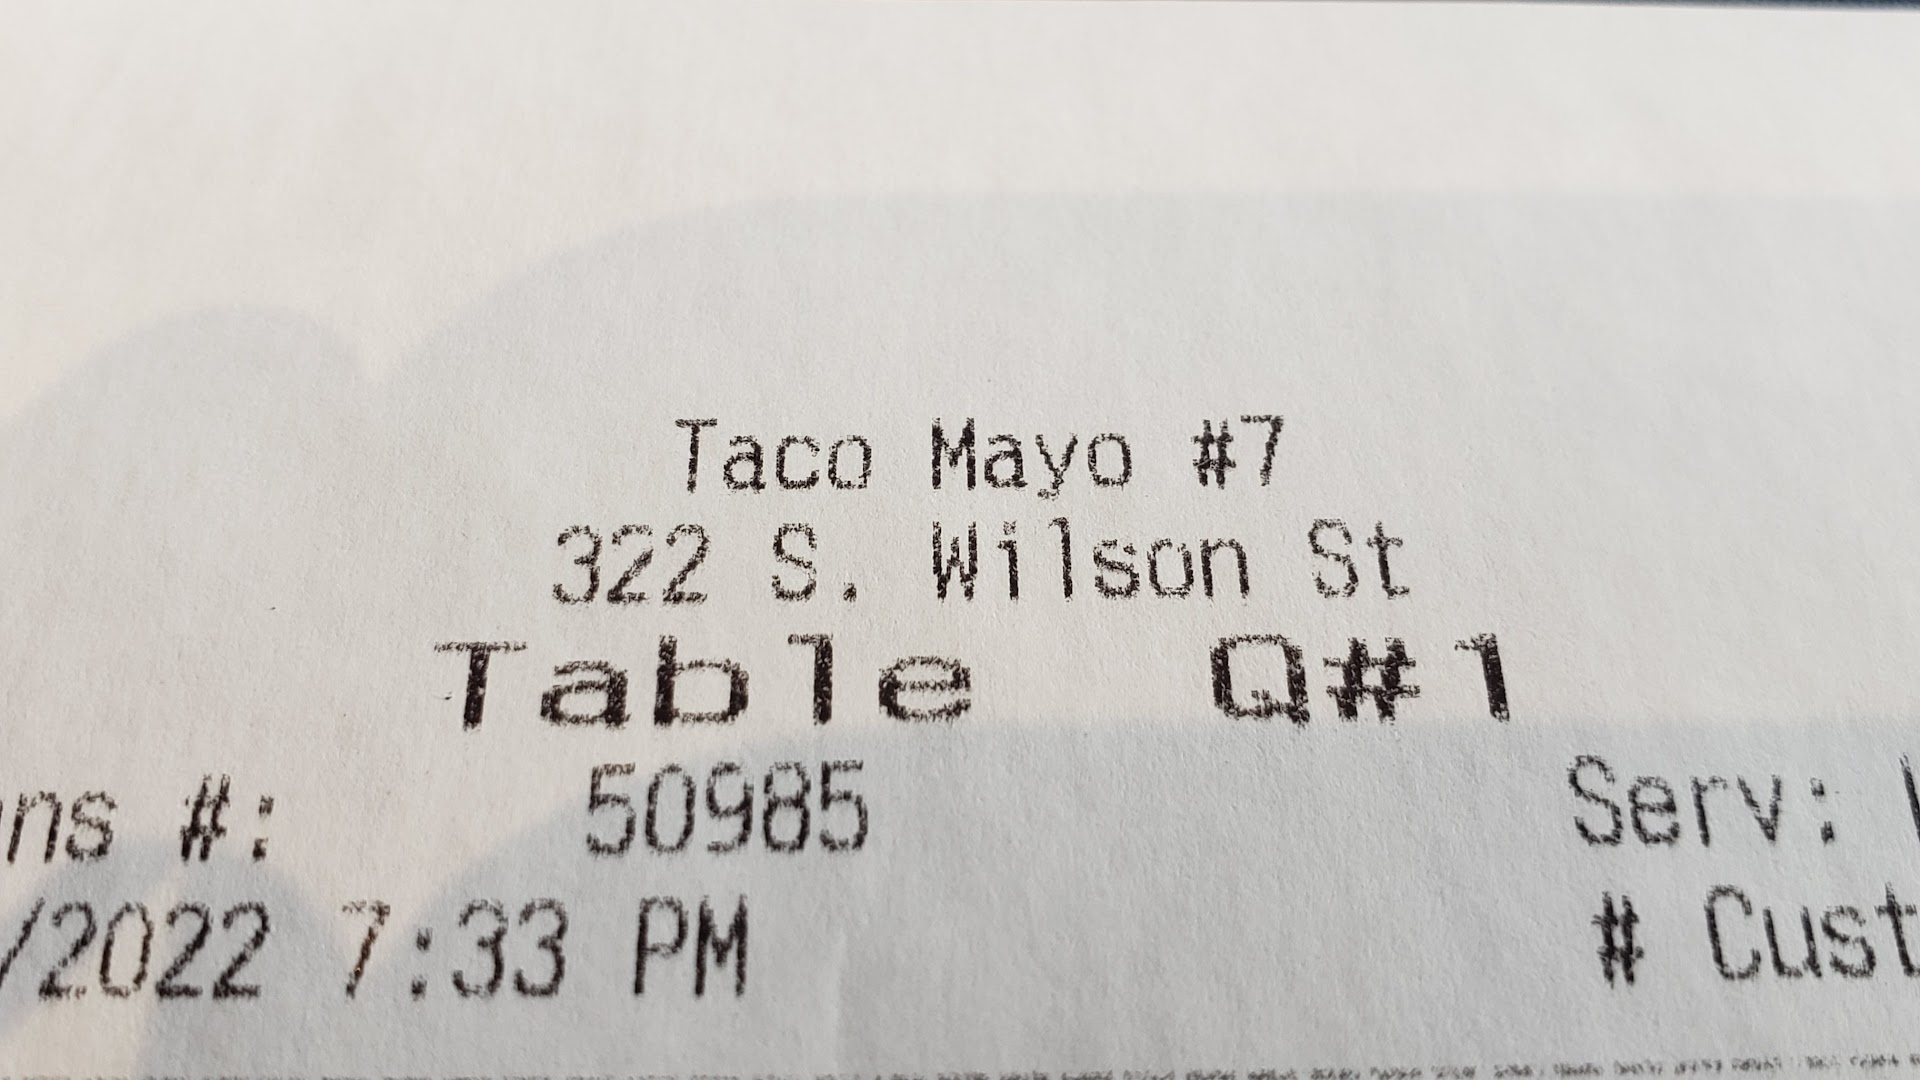 Taco Mayo #7
322 S. Wilson St
Table Q#1
ns #: 50985 Serv:
/2022 7:33 PM # Cust